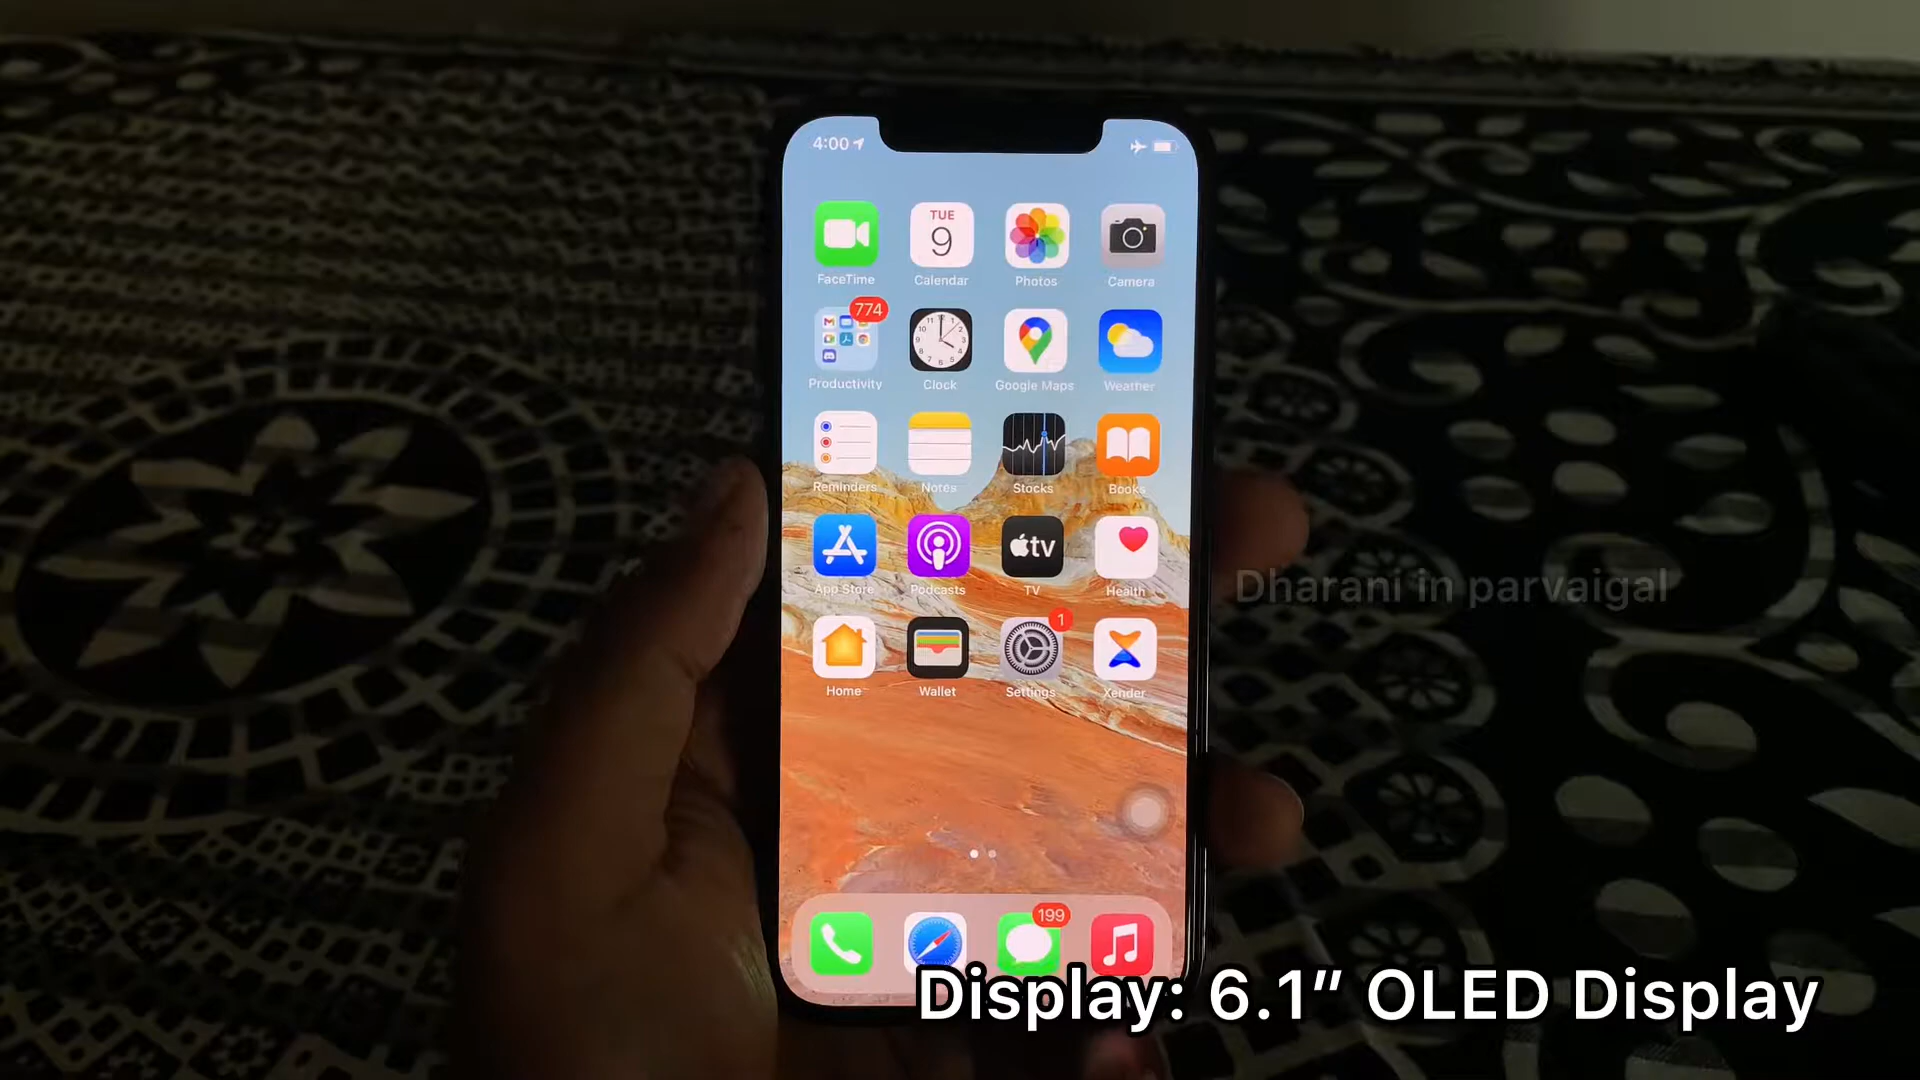 4:00
TUE
9
FaceTime
Calendar
Photos
Camera
774
Productivity
Clock
Google Maps
Weather
Reminders
Notes
Stocks
Books
tv
App Store
Podcasts
TV
Health
1
Home
Wallet
Settings
Xender
199
Dharani in parvaigal
Display: 6.1” OLED Display